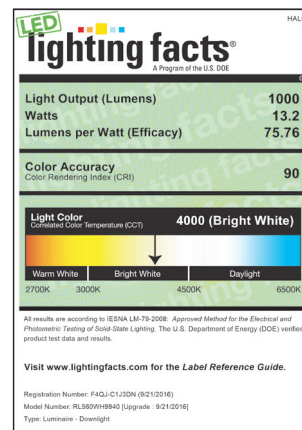 LED
HAL
lighting facts®
A Program of the U.S. DOE
Light Output (Lumens) 1000
Watts 13.2
Lumens per Watt (Efficacy) 75.76
Color Accuracy
Color Rendering Index (CRI) 90
Light Color
Correlated Color Temperature (CCT) 4000 (Bright White)
Warm White Bright White Daylight
2700K 3000K 4500K 6500K
All results are according to IESNA LM-79-2008: Approved Method for the Electrical and
Photometric Testing of Solid-State Lighting. The U.S. Department of Energy (DOE) verifies
product test data and results.
Visit www.lightingfacts.com for the Label Reference Guide.
Registration Number: F4QJ-C1J3DN (9/21/2016)
Model Number: RL560WH9940 [Upgrade : 9/21/2016]
Type: Luminaire - Downlight